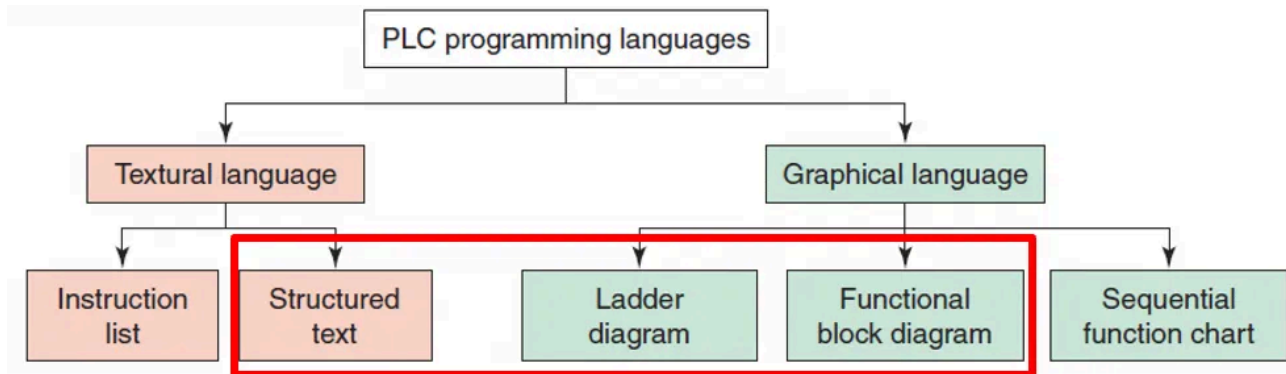 PLC programming languages
Textural language
Graphical language
Instruction
list
Structured
text
Ladder
diagram
Functional
block diagram
Sequential
function chart